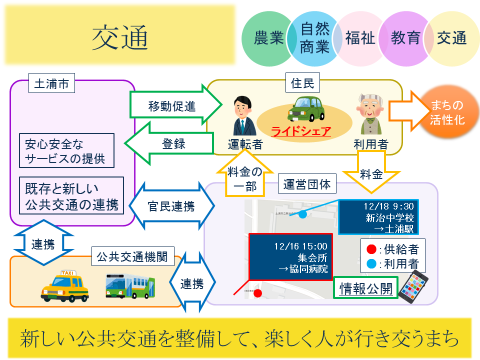 交通
農業
自然
商業
福祉
教育
交通
土浦市
安心安全な
サービスの提供
既存と新しい
公共交通の連携
移動促進
登録
住民
運転者
ライドシェア
利用者
まちの
活性化
料金の
一部
料金
運営団体
官民連携
12/18 9:30
新治中学校
→土浦駅
12/16 15:00
集会所
→協同病院
●:供給者
●:利用者
情報公開
連携
公共交通機関
TAXI
連携
新しい公共交通を整備して、楽しく人が行き交うまち